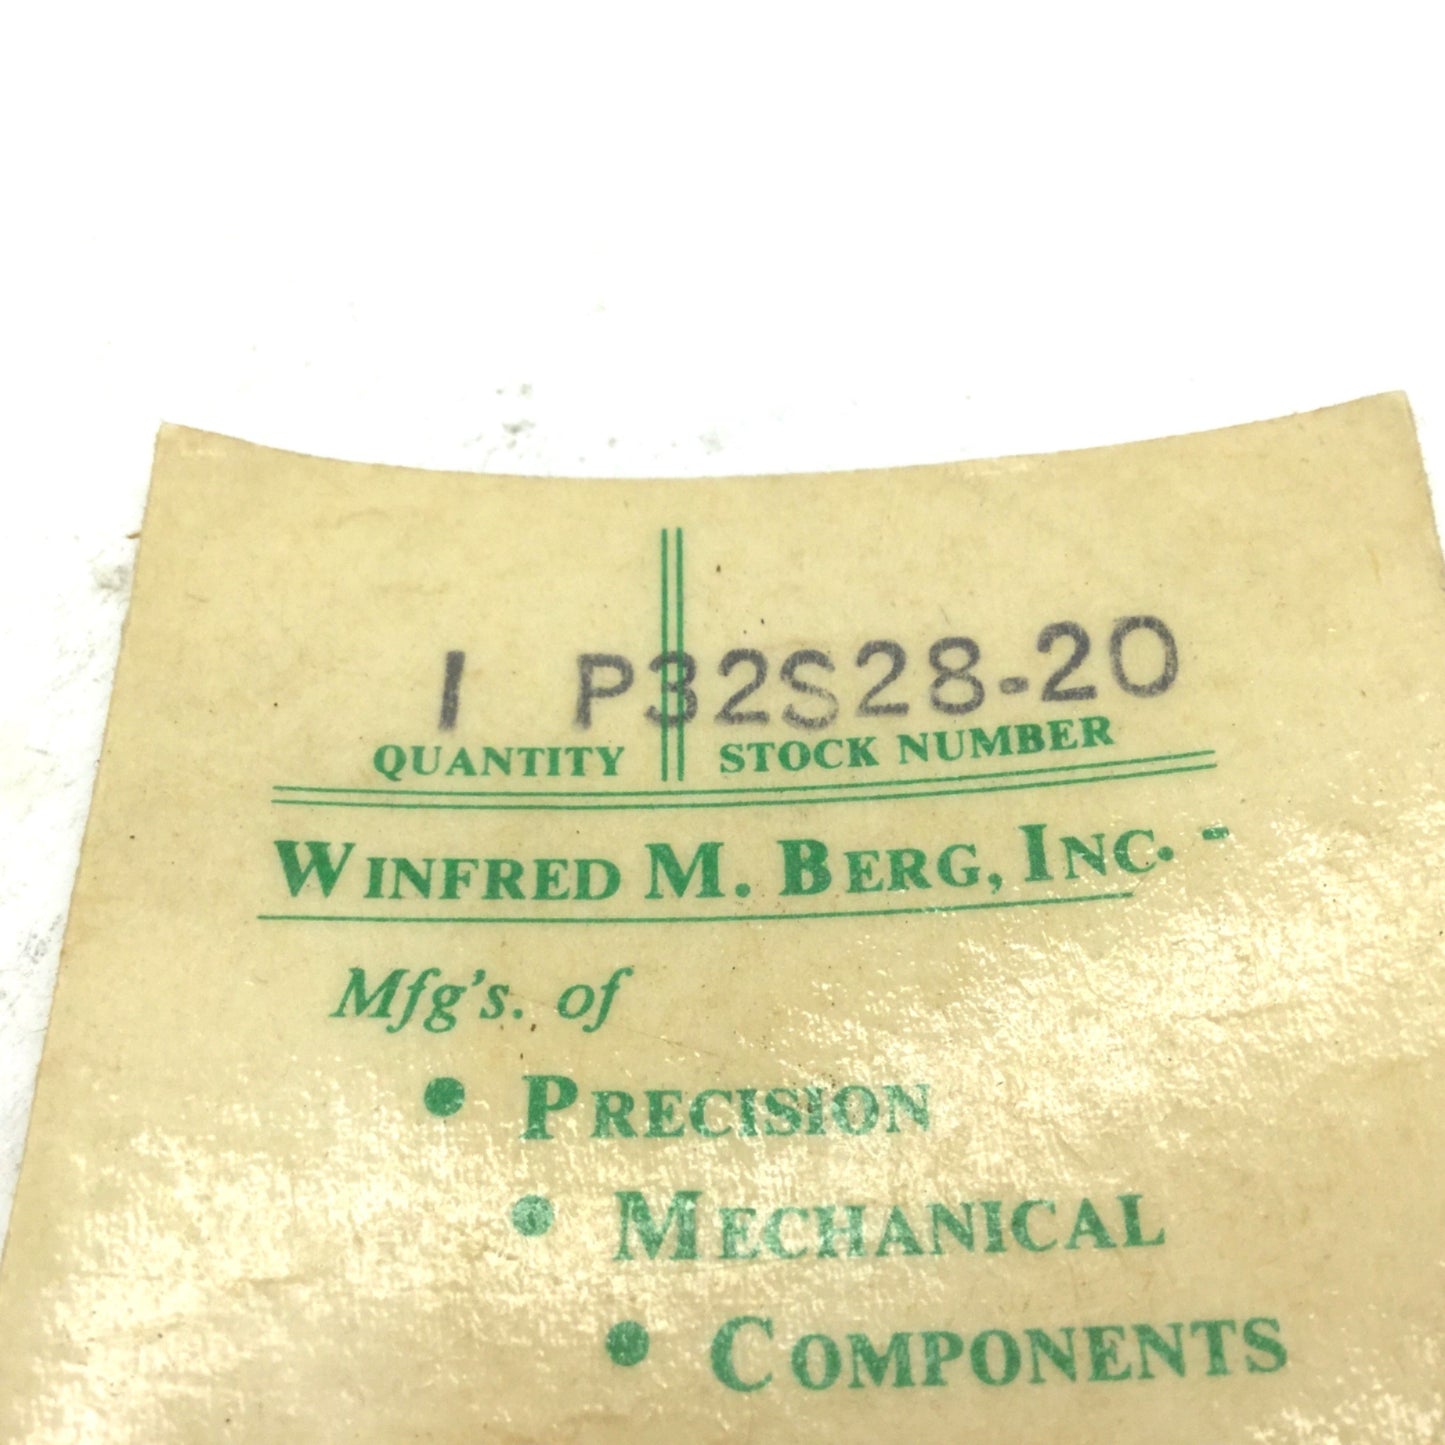 1 P32S28-20
QUANTITY STOCK NUMBER
WINFRED M. BERG, INC. -
Mfg's. of
• PRECISION
• MECHANICAL
• COMPONENTS